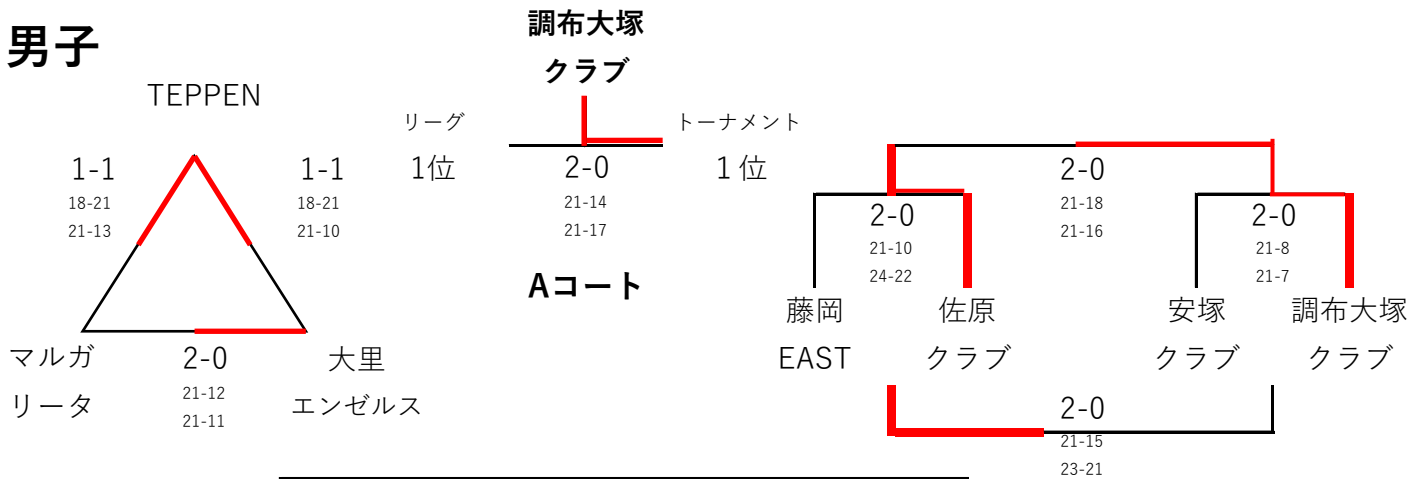 男子
調布大塚
クラブ
TEPPEN
リーグ
トーナメント
1-1
18-21
21-13
1-1
18-21
21-10
1位
2-0
21-14
21-17
１位
Aコート
マルガ
リータ
2-0
21-12
21-11
大里
エンゼルス
2-0
21-18
21-16
2-0
21-10
24-22
2-0
21-8
21-7
藤岡
EAST
佐原
クラブ
安塚
クラブ
調布大塚
クラブ
2-0
21-15
23-21